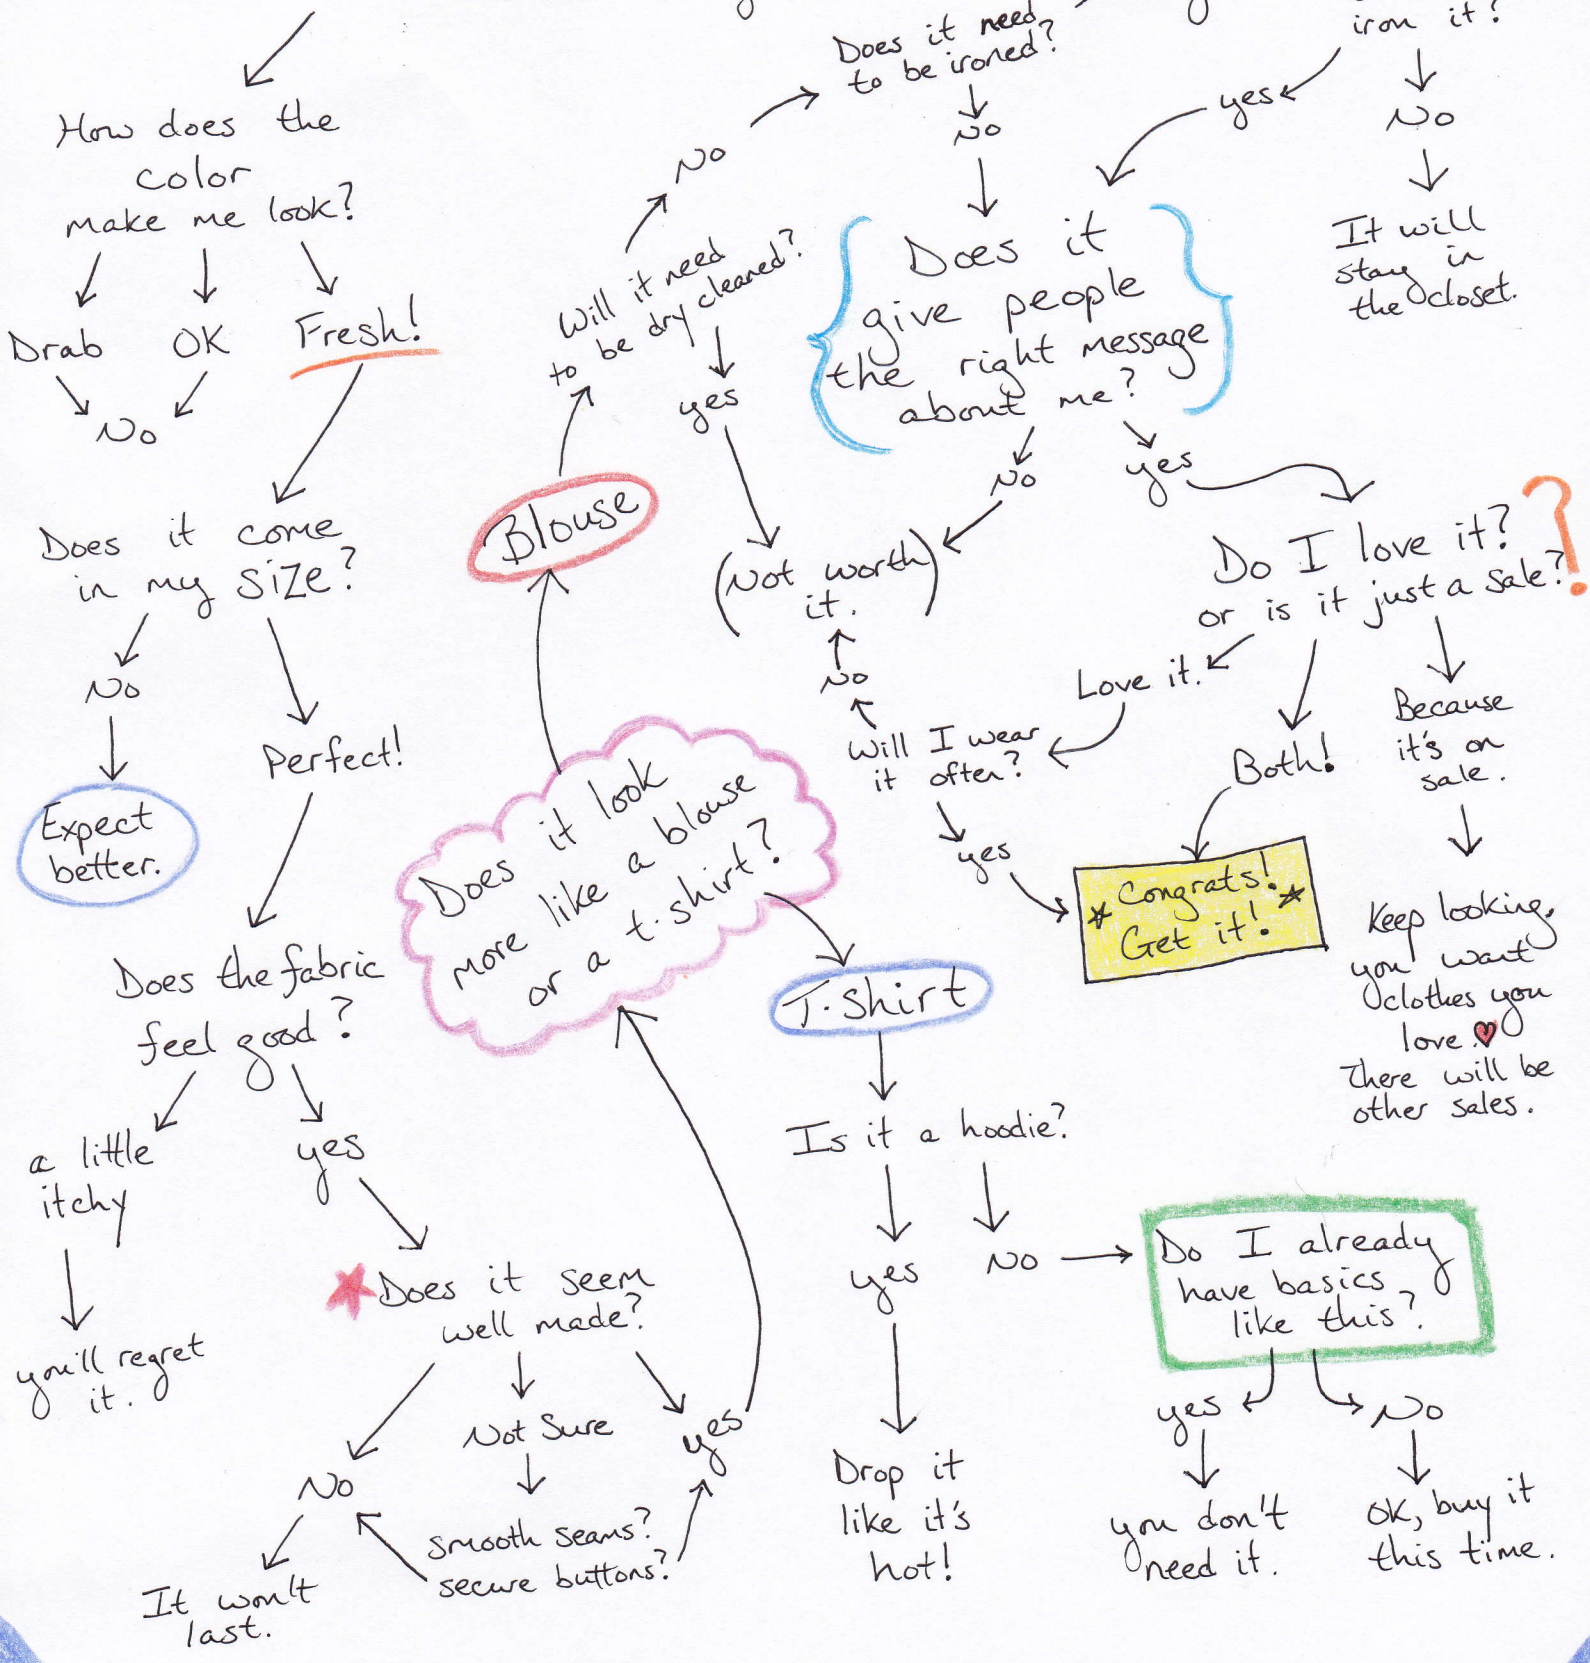 How does the
color
make me look?
Drab
OK
Fresh!
No
Does it come
in my size?
No
Perfect!
Expect
better.
Does the fabric
feel good?
a little
itchy
yes
you'll regret
it.
Does it seem
well made?
No
Not Sure
yes
smooth seams?
secure buttons?
It won't
last.
Does it look
more like a blouse
or a t-shirt?
Blouse
Will it need
to be dry cleaned?
No
yes
Does it need
to be ironed?
No
iron it?
yes
No
It will
stay in
the closet.
Does it
give people
the right message
about me?
No
yes
(Not worth
it.)
Do I love it?
or is it just a sale?
?
Love it.
Both!
Because
it's on
sale.
Will I wear
it often?
No
yes
Congrats!
Get it!
Keep looking,
you want
clothes you
love.
There will be
other sales.
T-Shirt
Is it a hoodie?
yes
No
Drop it
like it's
hot!
Do I already
have basics
like this?
yes
No
you don't
need it.
OK, buy it
this time.